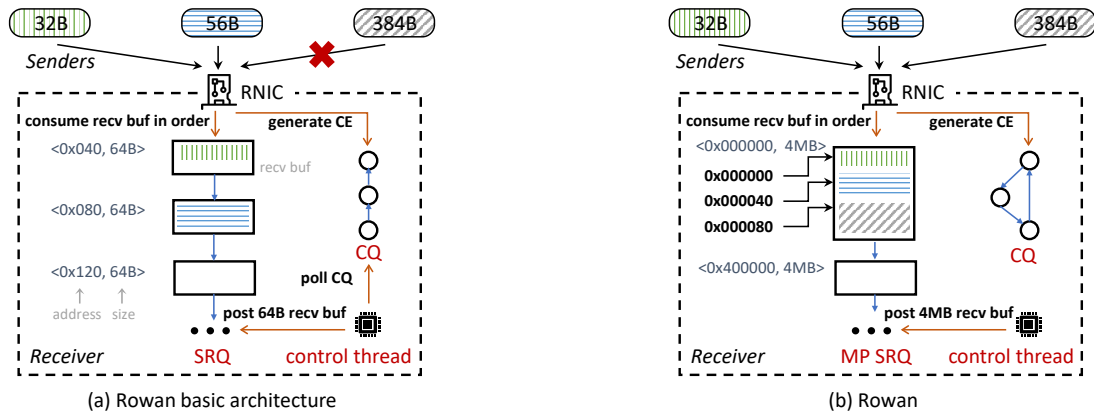 32B 56B 384B
Senders
RNIC
consume recv buf in order generate CE
<0x040, 64B>
recv buf
<0x080, 64B>
CQ
<0x120, 64B>
poll CQ
address size
post 64B recv buf
Receiver SRQ control thread
(a) Rowan basic architecture
32B 56B 384B
Senders
RNIC
consume recv buf in order generate CE
<0x000000, 4MB>
0x000000
0x000040
0x000080
CQ
<0x400000, 4MB>
post 4MB recv buf
Receiver MP SRQ control thread
(b) Rowan